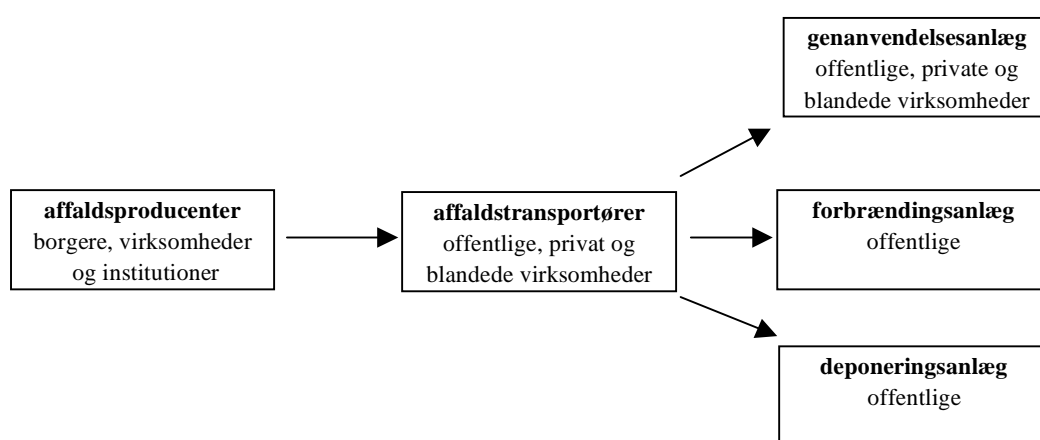 affaldsproducenter
borgere, virksomheder
og institutioner
affaldstransportører
offentlige, privat og
blandede virksomheder
genanvendelsesanlæg
offentlige, private og
blandede virksomheder
forbrændingsanlæg
offentlige
deponeringsanlæg
offentlige